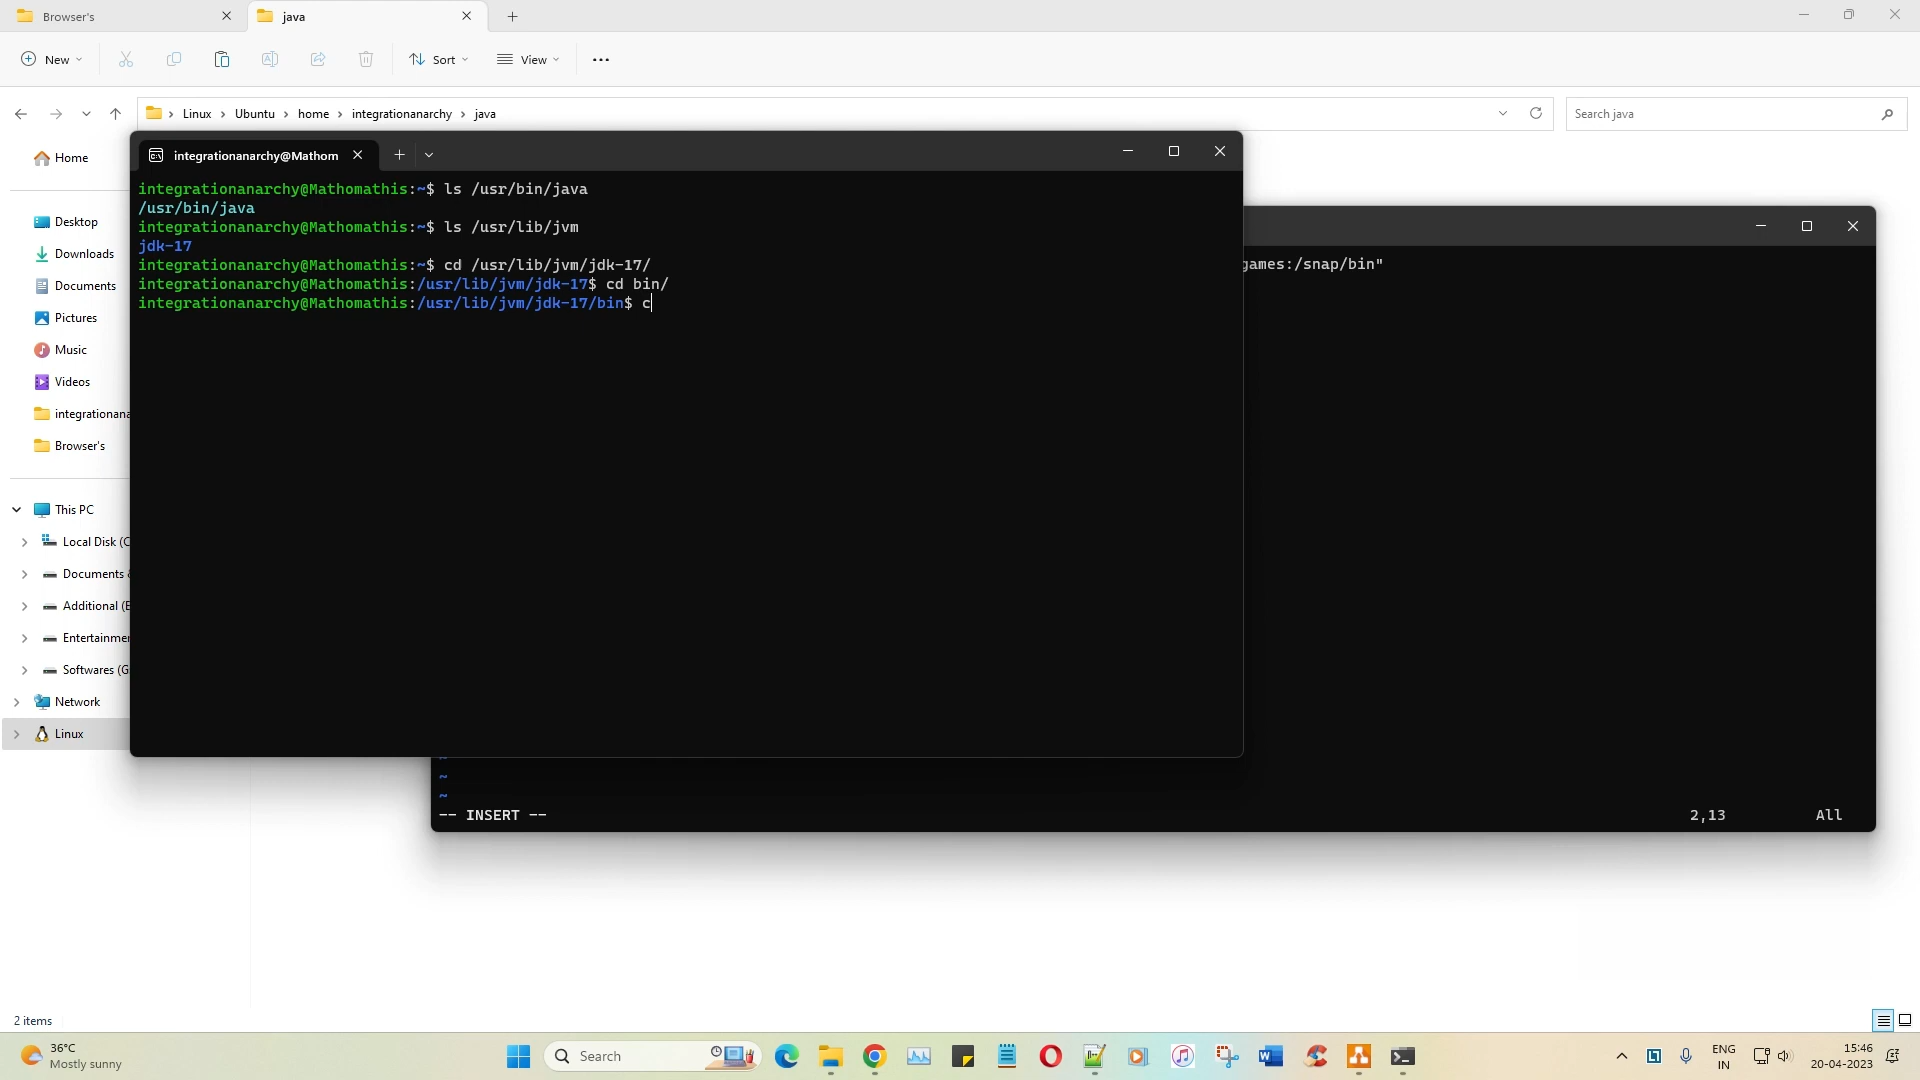 Browser's
java
New
Sort
View
Linux
Ubuntu
home
integrationanarchy
java
Search java
Home
Desktop
Downloads
Documents
Pictures
Music
Videos
integrationana
Browser's
This PC
Local Disk (C
Documents &
Additional (E
Entertainmen
Softwares (G
Network
Linux
integrationanarchy@Mathom
integrationanarchy@Mathomathis:~$ ls /usr/bin/java
/usr/bin/java
integrationanarchy@Mathomathis:~$ ls /usr/lib/jvm
jdk-17
integrationanarchy@Mathomathis:~$ cd /usr/lib/jvm/jdk-17/
integrationanarchy@Mathomathis:/usr/lib/jvm/jdk-17$ cd bin/
integrationanarchy@Mathomathis:/usr/lib/jvm/jdk-17/bin$ c
games:/snap/bin"
~
~
~
-- INSERT -- 2,13 All
2 items
36°C
Mostly sunny
Search
ENG
IN
15:46
20-04-2023